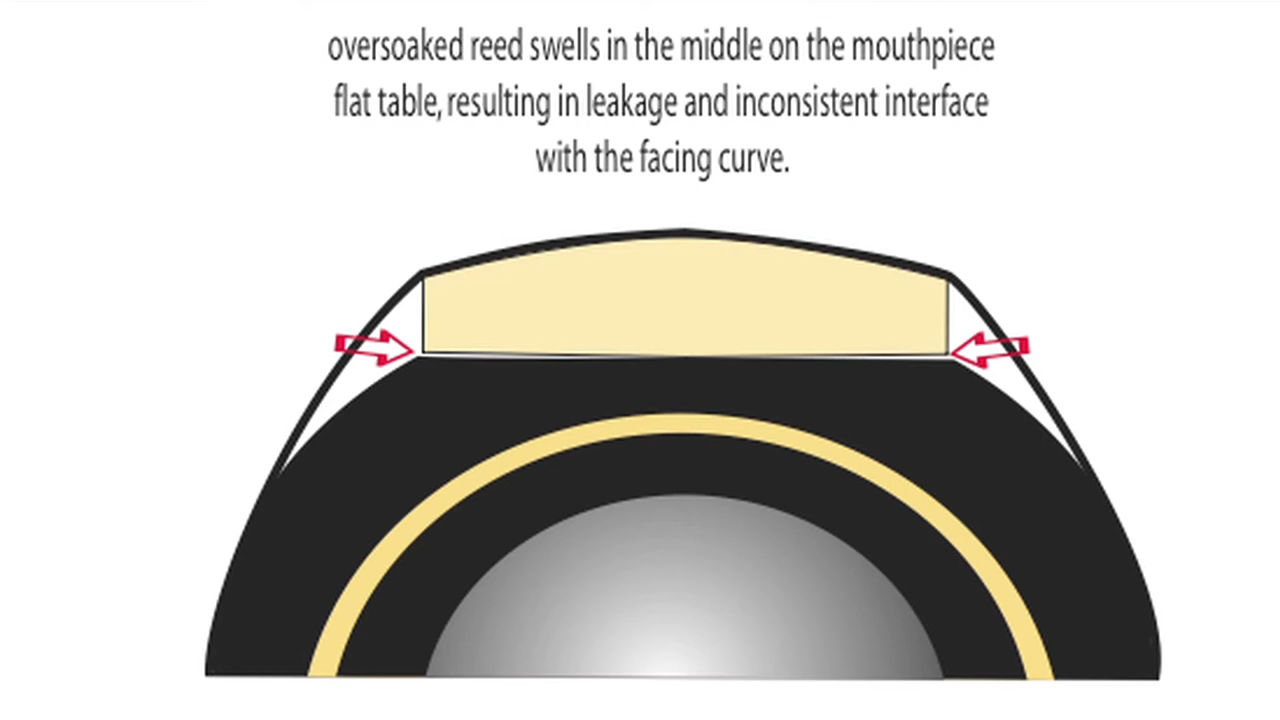 oversoaked reed swells in the middle on the mouthpiece
flat table, resulting in leakage and inconsistent interface
with the facing curve.